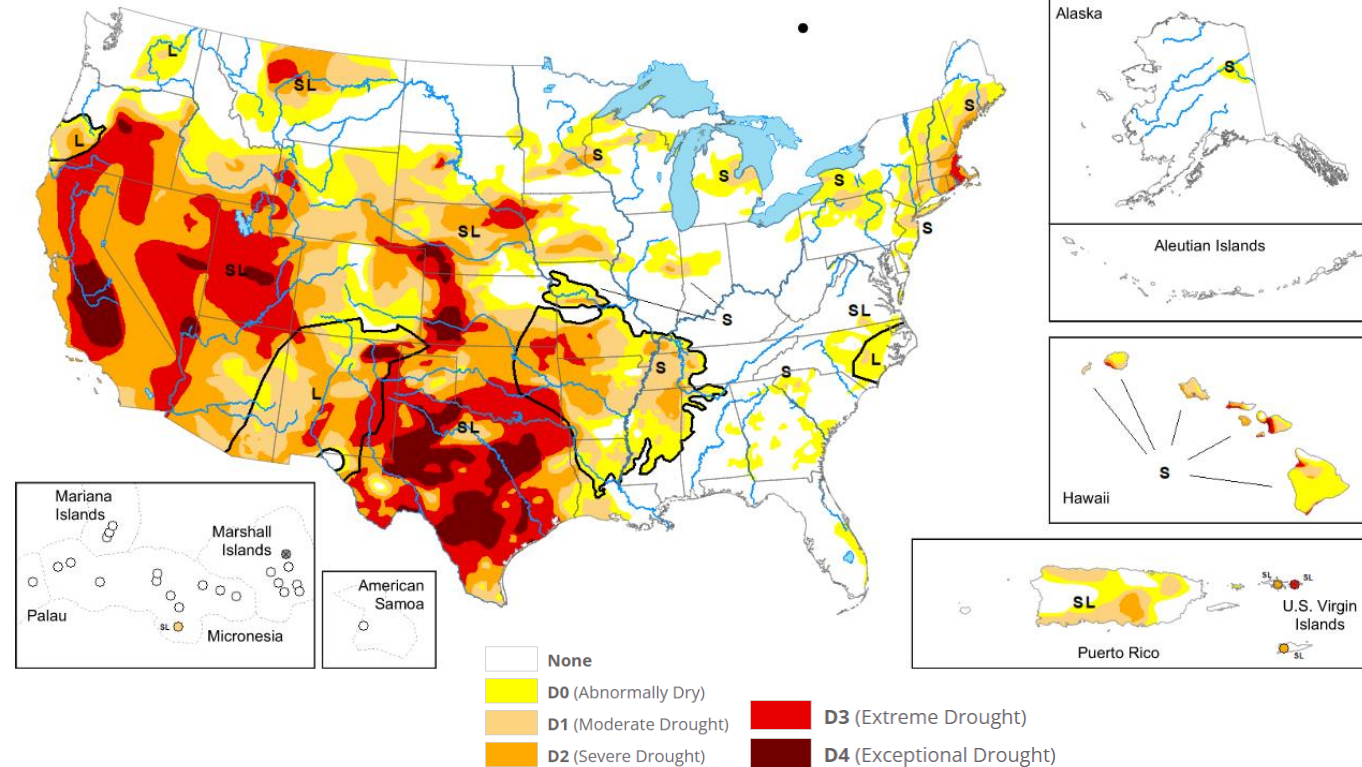 Alaska
S
Aleutian Islands
L
SL
L
S
S
S
S
S
SL
SL
S
SL
L
S
S
L
SL
S
Hawaii
Mariana
Islands
Marshall
Islands
Palau
SL
Micronesia
American
Samoa
SL
Puerto Rico
SL
SL
U.S. Virgin
Islands
SL
None
D0 (Abnormally Dry)
D1 (Moderate Drought)
D2 (Severe Drought)
D3 (Extreme Drought)
D4 (Exceptional Drought)